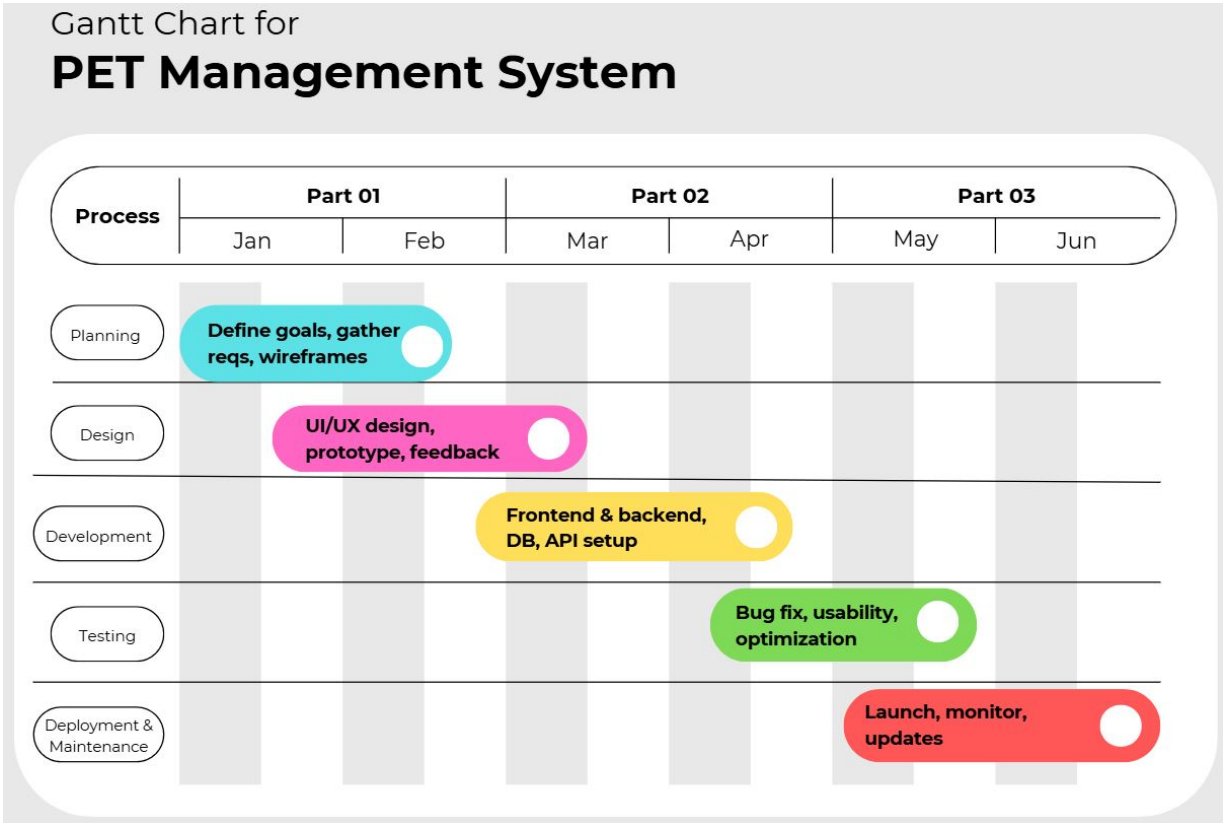 Gantt Chart for
PET Management System
Process
Part 01
Part 02
Part 03
Jan
Feb
Mar
Apr
May
Jun
Planning
Define goals, gather
reqs, wireframes
Design
UI/UX design,
prototype, feedback
Development
Frontend & backend,
DB, API setup
Testing
Bug fix, usability,
optimization
Deployment &
Maintenance
Launch, monitor,
updates